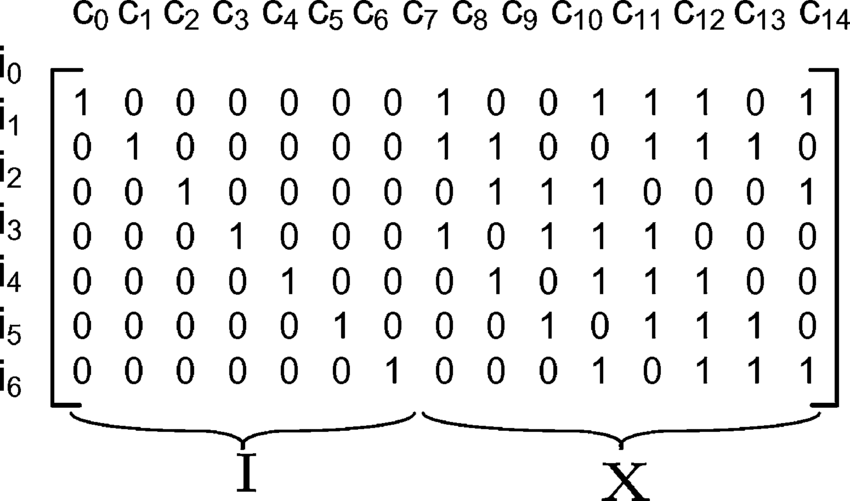 c0 c1 c2 c3 c4 c5 c6 c7 c8 c9 c10 c11 c12 c13 c14
i0
1 0 0 0 0 0 0 1 0 0 1 1 1 0 1
i1
0 1 0 0 0 0 0 1 1 0 0 1 1 1 0
i2
0 0 1 0 0 0 0 0 1 1 1 0 0 0 1
i3
0 0 0 1 0 0 0 1 0 1 1 1 0 0 0
i4
0 0 0 0 1 0 0 0 1 0 1 1 1 0 0
i5
0 0 0 0 0 1 0 0 0 1 0 1 1 1 0
i6
0 0 0 0 0 0 1 0 0 0 1 0 1 1 1
I X